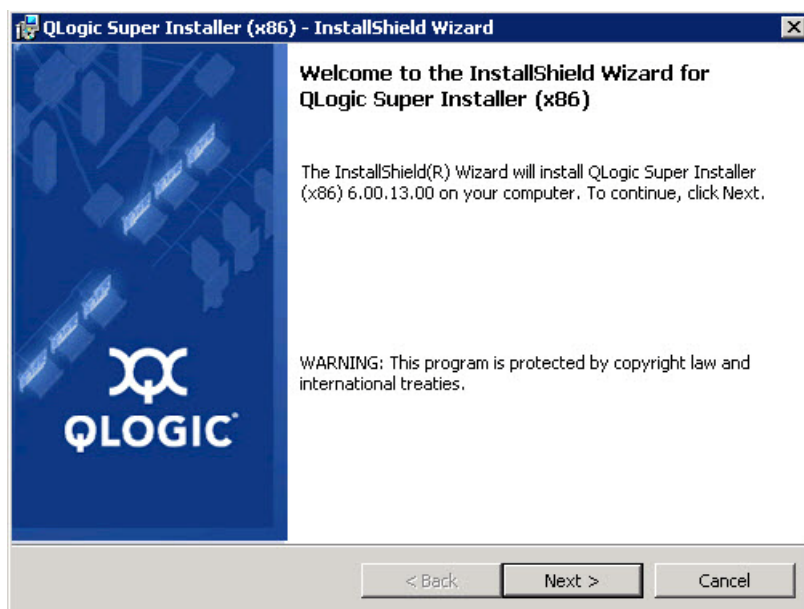 QLogic Super Installer (x86) - InstallShield Wizard
Welcome to the InstallShield Wizard for
QLogic Super Installer (x86)
The InstallShield(R) Wizard will install QLogic Super Installer
(x86) 6.00.13.00 on your computer. To continue, click Next.
WARNING: This program is protected by copyright law and
international treaties.
QLOGIC
< Back
Next >
Cancel